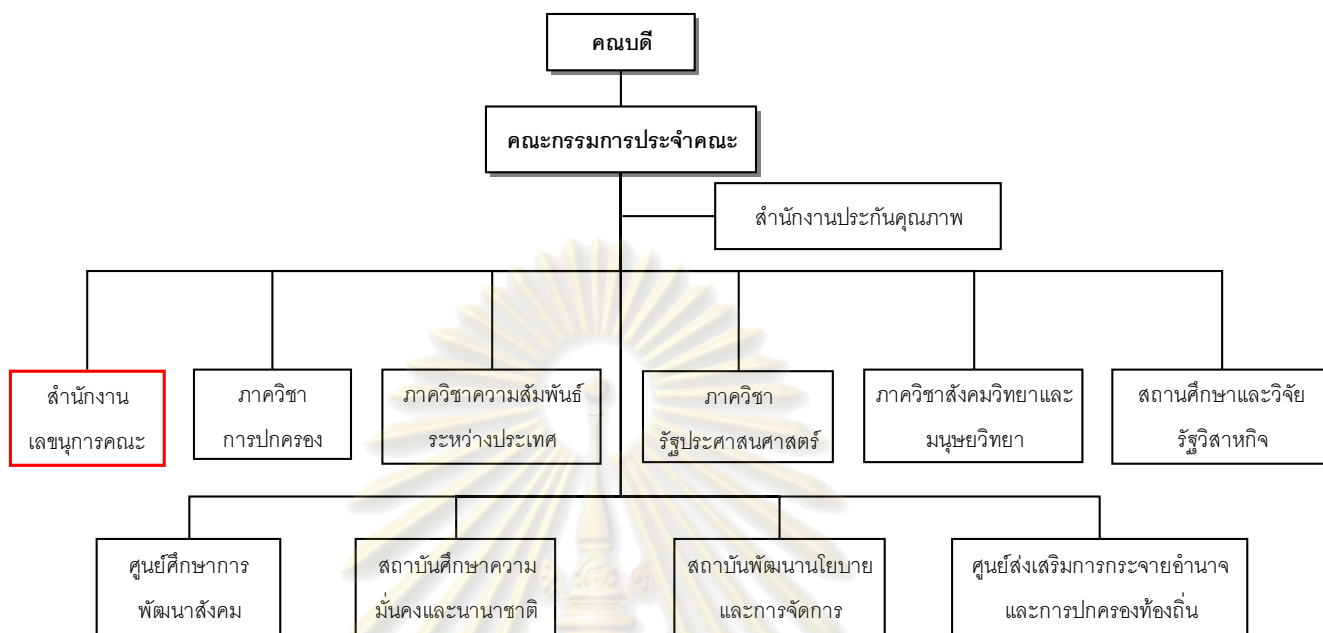 คณบดี
คณะกรรมการประจำคณะ
สำนักงานประกันคุณภาพ
สำนักงาน
เลขนุการคณะ
ภาควิชา
การปกครอง
ภาควิชาความสัมพันธ์
ระหว่างประเทศ
ภาควิชา
รัฐประศาสนศาสตร์
ภาควิชาสังคมวิทยาและ
มนุษยวิทยา
สถานศึกษาและวิจัย
รัฐวิสาหกิจ
ศูนย์ศึกษาการ
พัฒนาสังคม
สถาบันศึกษาความ
มั่นคงและนานาชาติ
สถาบันพัฒนานโยบาย
และการจัดการ
ศูนย์ส่งเสริมการกระจายอำนาจ
และการปกครองท้องถิ่น